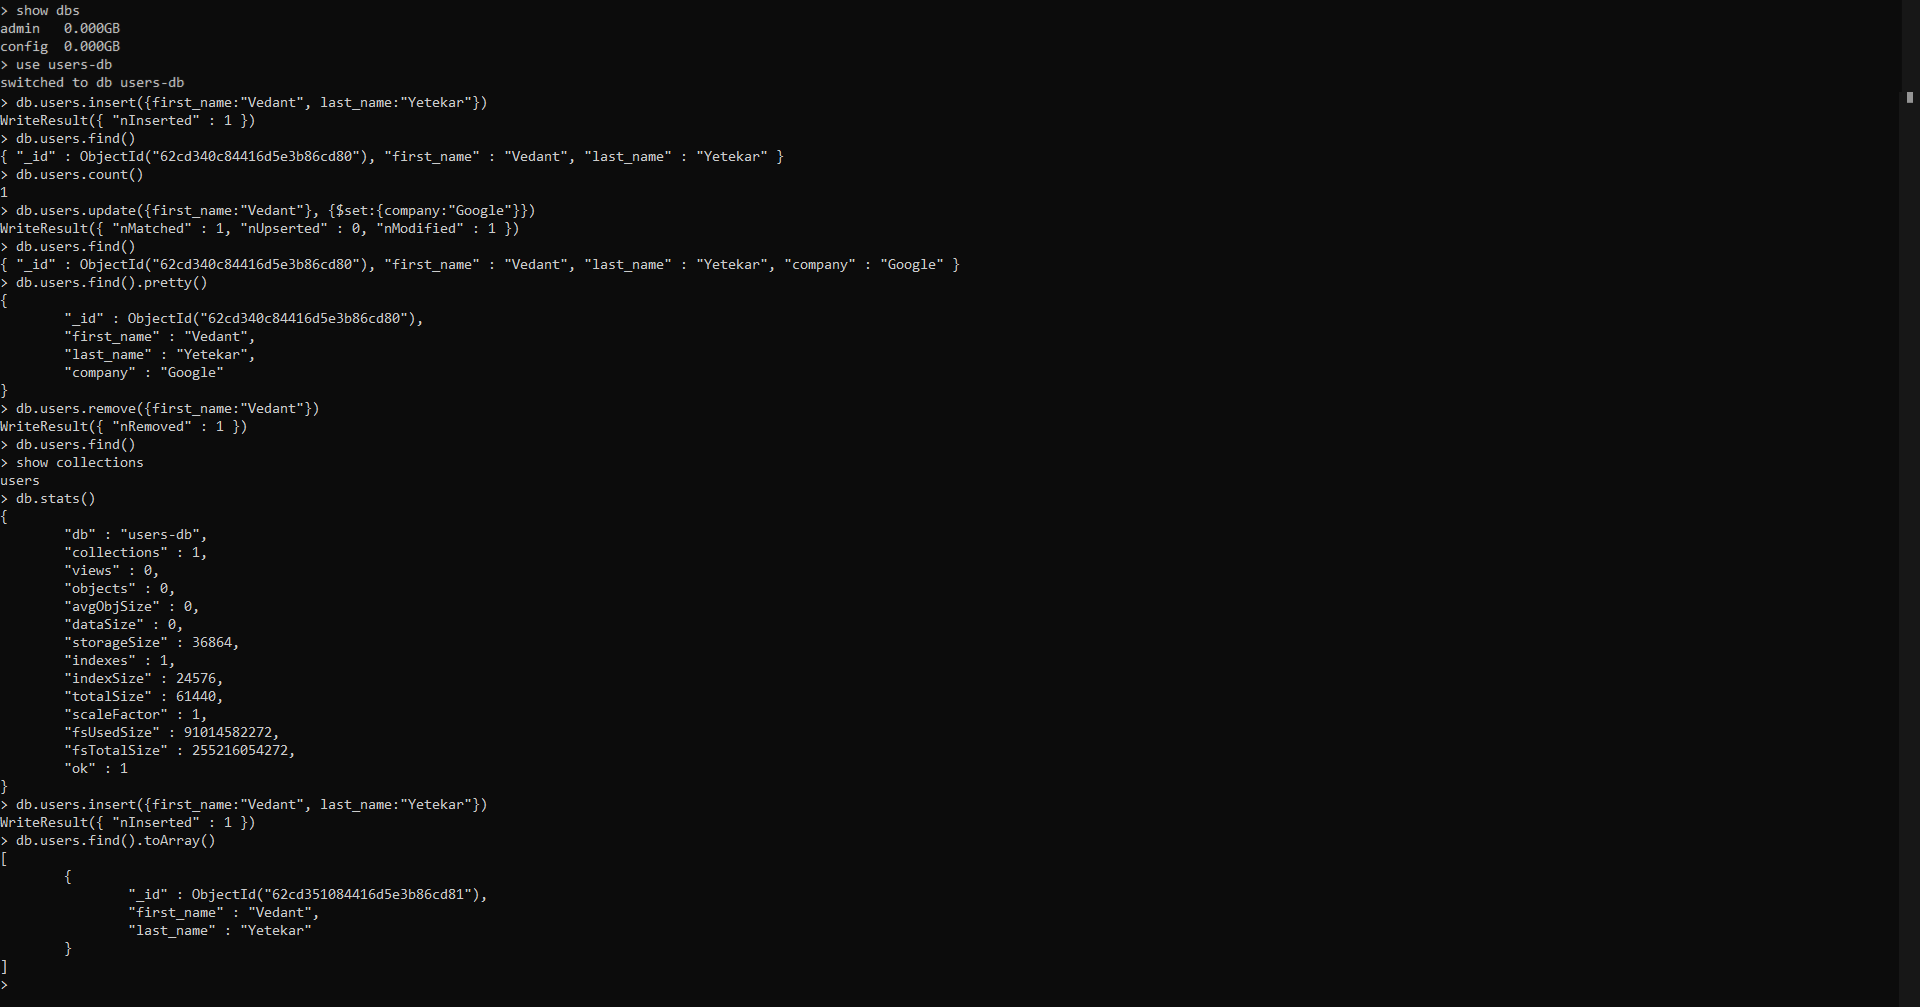 > show dbs
admin   0.000GB
config  0.000GB
> use users-db
switched to db users-db
> db.users.insert({first_name:"Vedant", last_name:"Yetekar"})
WriteResult({ "nInserted" : 1 })
> db.users.find()
{ "_id" : ObjectId("62cd340c84416d5e3b86cd80"), "first_name" : "Vedant", "last_name" : "Yetekar" }
> db.users.count()
1
> db.users.update({first_name:"Vedant"}, {$set:{company:"Google"}})
WriteResult({ "nMatched" : 1, "nUpserted" : 0, "nModified" : 1 })
> db.users.find()
{ "_id" : ObjectId("62cd340c84416d5e3b86cd80"), "first_name" : "Vedant", "last_name" : "Yetekar", "company" : "Google" }
> db.users.find().pretty()
{
        "_id" : ObjectId("62cd340c84416d5e3b86cd80"),
        "first_name" : "Vedant",
        "last_name" : "Yetekar",
        "company" : "Google"
}
> db.users.remove({first_name:"Vedant"})
WriteResult({ "nRemoved" : 1 })
> db.users.find()
> show collections
users
> db.stats()
{
        "db" : "users-db",
        "collections" : 1,
        "views" : 0,
        "objects" : 0,
        "avgObjSize" : 0,
        "dataSize" : 0,
        "storageSize" : 36864,
        "indexes" : 1,
        "indexSize" : 24576,
        "totalSize" : 61440,
        "scaleFactor" : 1,
        "fsUsedSize" : 91014582272,
        "fsTotalSize" : 255216054272,
        "ok" : 1
}
> db.users.insert({first_name:"Vedant", last_name:"Yetekar"})
WriteResult({ "nInserted" : 1 })
> db.users.find().toArray()
[
        {
                "_id" : ObjectId("62cd351084416d5e3b86cd81"),
                "first_name" : "Vedant",
                "last_name" : "Yetekar"
        }
]
>